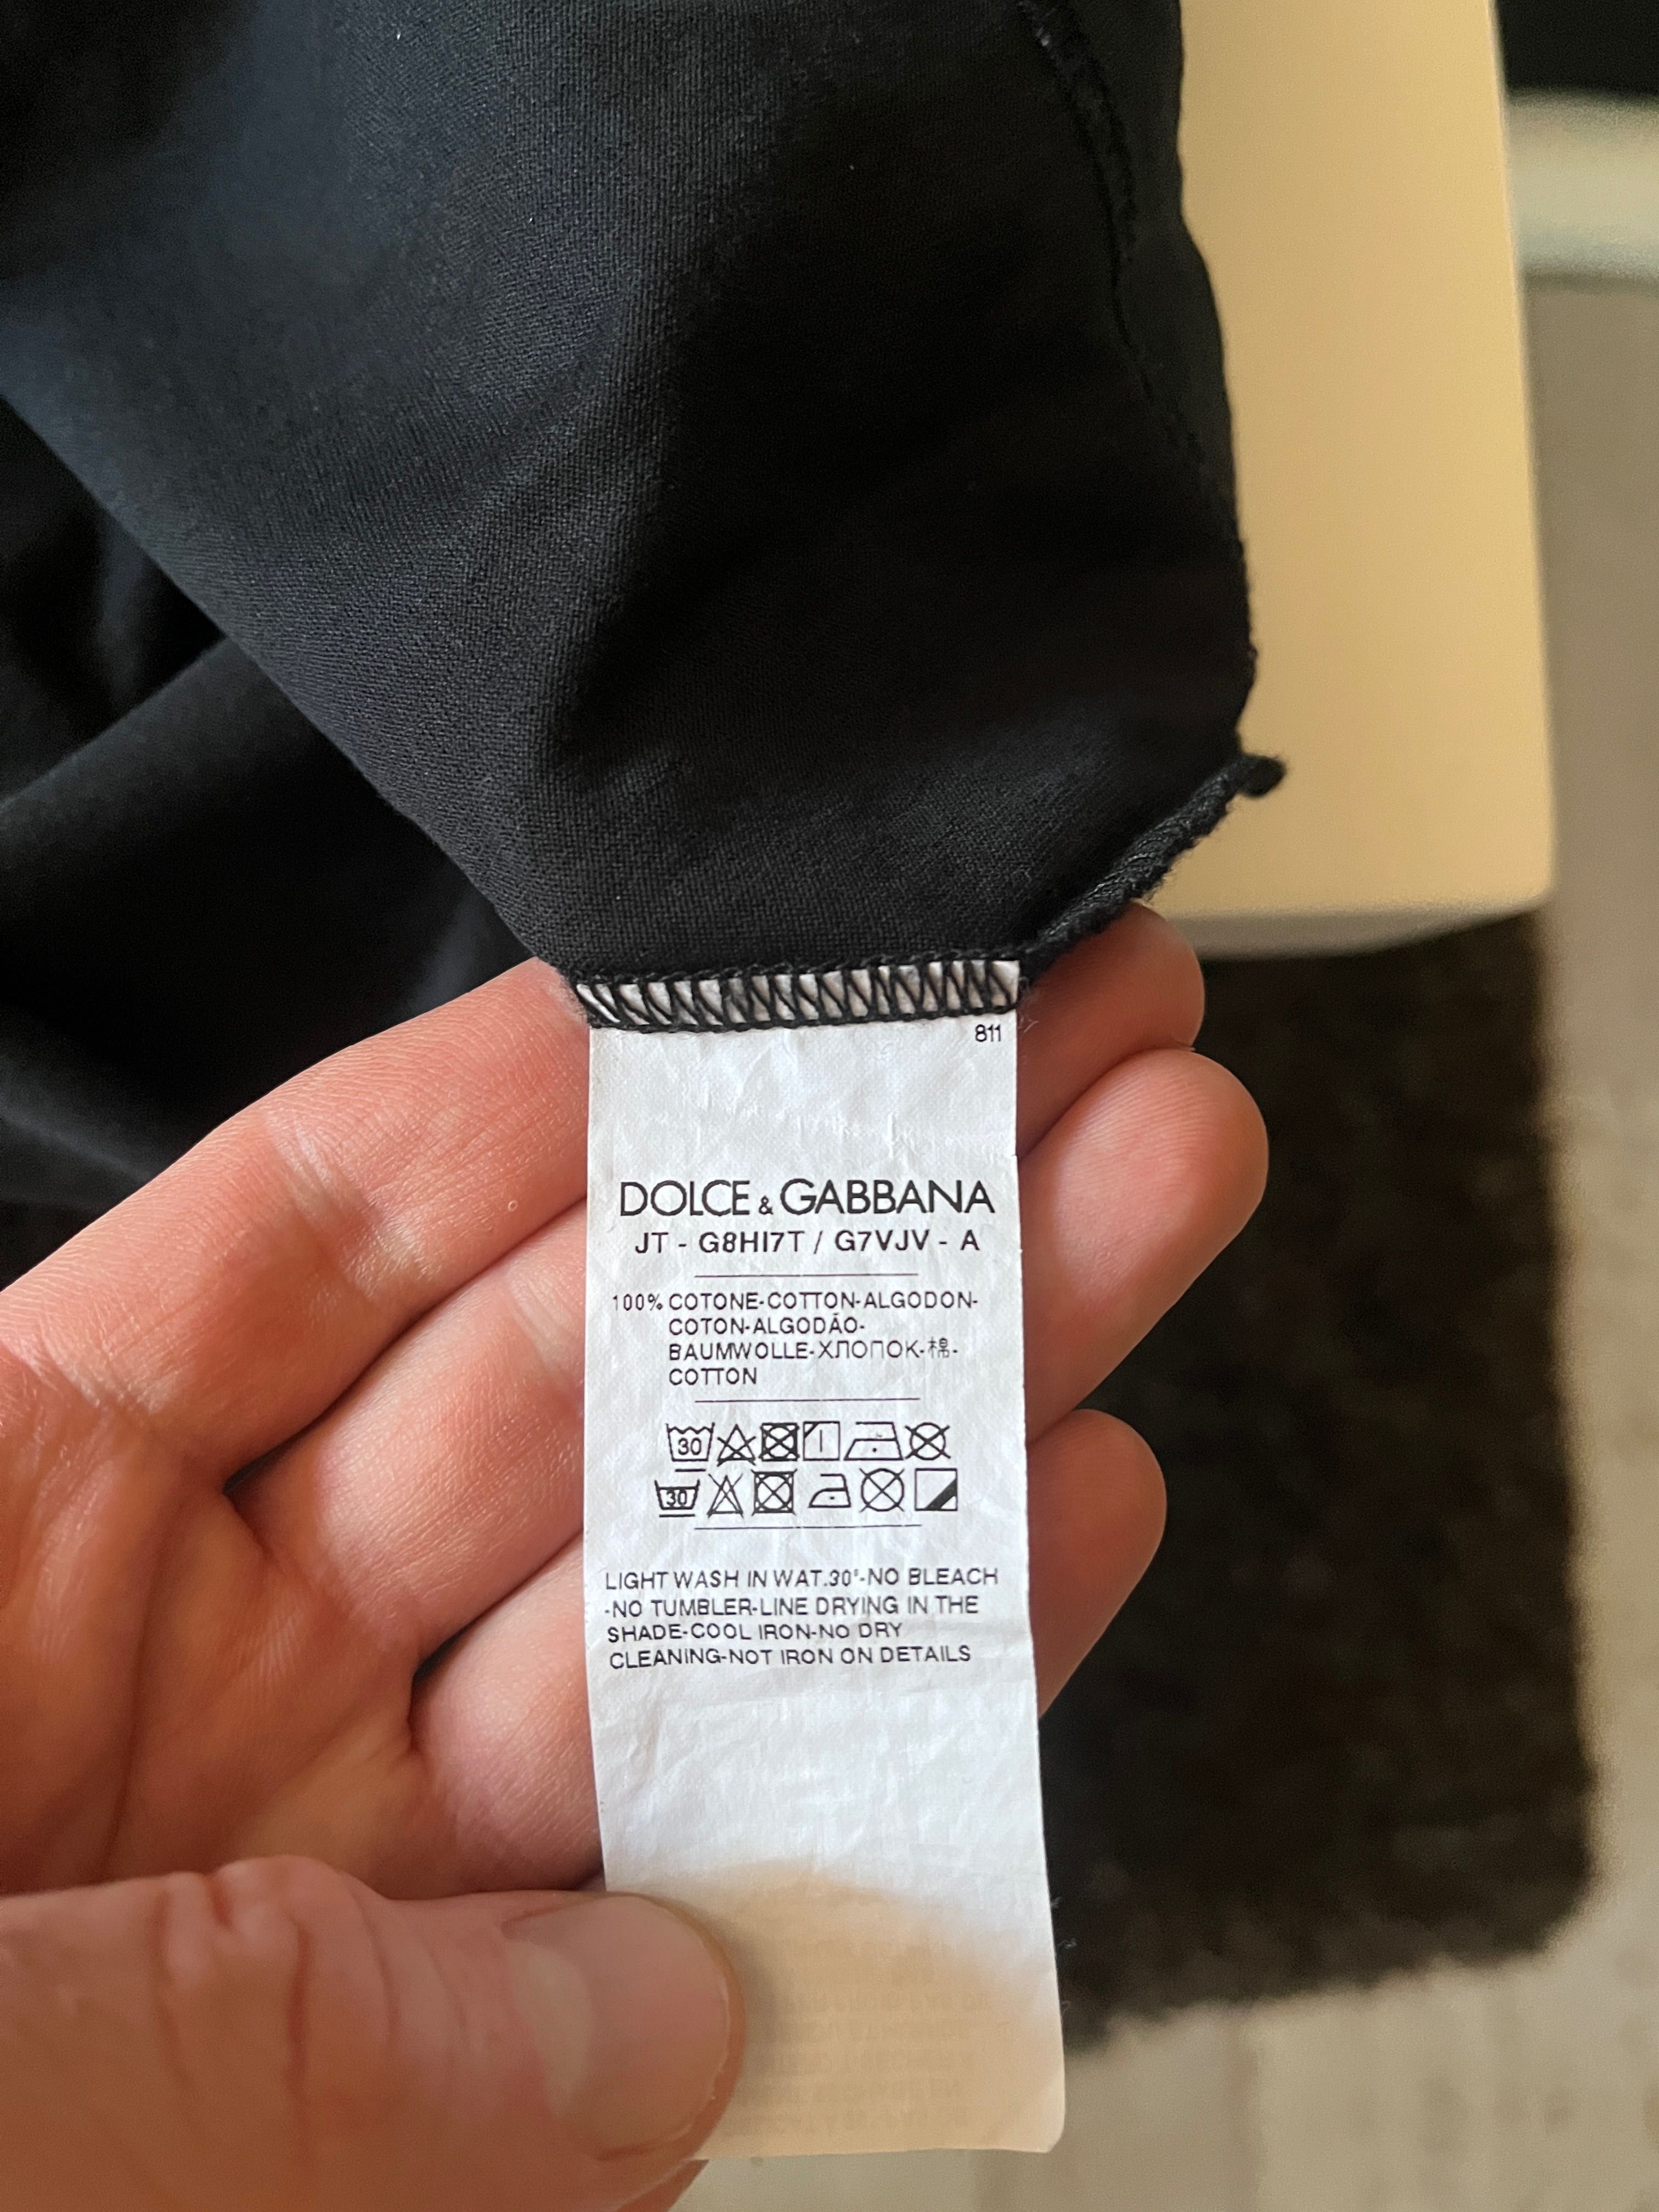 811
DOLCE & GABBANA
JT - G8HI7T / G7VJV - A
100% COTONE-COTTON-ALGODON-
COTON-ALGODÃO-
BAUMWOLLE-ХЛОПОК-棉-
COTTON
30
30
LIGHT WASH IN WAT.30°-NO BLEACH
-NO TUMBLER-LINE DRYING IN THE
SHADE-COOL IRON-NO DRY
CLEANING-NOT IRON ON DETAILS